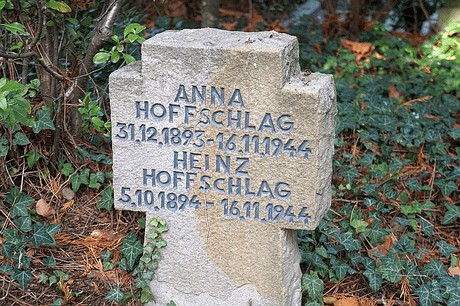 ANNA
HOFFSCHLAG
31.12.1893-16.11.1944
HEINZ
HOFFSCHLAG
5.10.1894 - 16.11.1944